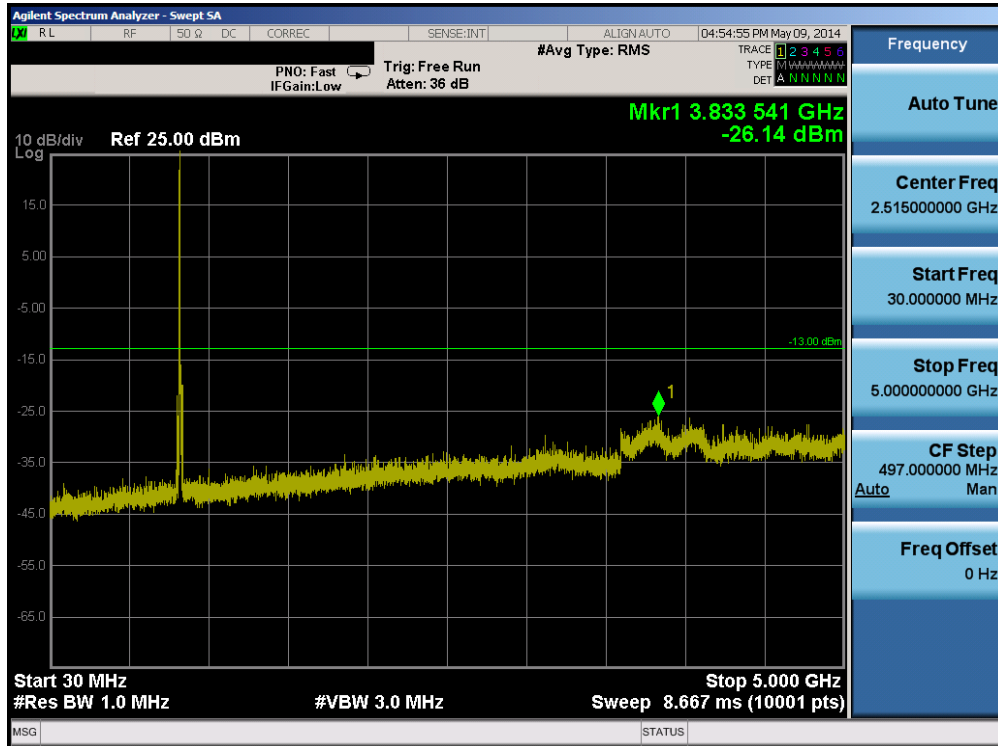 Agilent Spectrum Analyzer - Swept SA
LXI RL RF 50 Ω DC CORREC SENSE:INT ALIGN AUTO 04:54:55 PM May 09, 2014
#Avg Type: RMS TRACE 1 2 3 4 5 6
PNO: Fast Trig: Free Run TYPE M
IFGain:Low Atten: 36 dB DET A N N N N N
Mkr1 3.833 541 GHz
-26.14 dBm
10 dB/div Ref 25.00 dBm
Log
15.0
5.00
-5.00
-13.00 dBm
-15.0
1
-25.0
-35.0
-45.0
-55.0
-65.0
Start 30 MHz Stop 5.000 GHz
#Res BW 1.0 MHz #VBW 3.0 MHz Sweep 8.667 ms (10001 pts)
MSG STATUS
Frequency
Auto Tune
Center Freq
2.515000000 GHz
Start Freq
30.000000 MHz
Stop Freq
5.000000000 GHz
CF Step
497.000000 MHz
Auto Man
Freq Offset
0 Hz